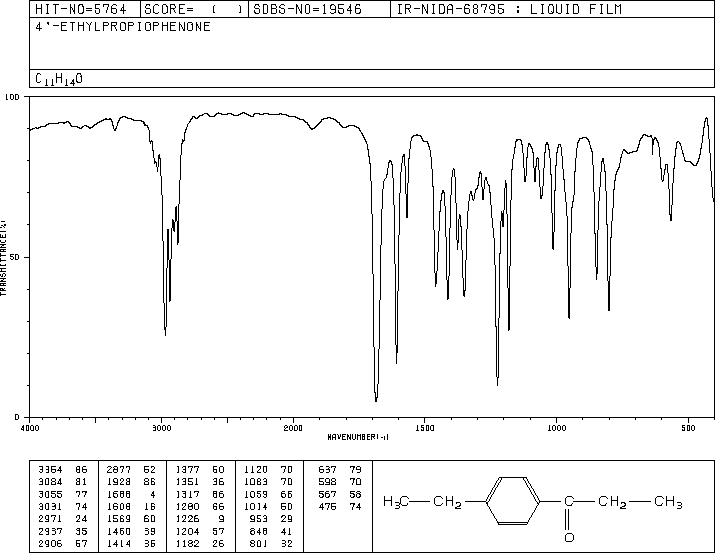 HIT-NO=5764 SCORE= ( ) SDBS-NO=19546 IR-NIDA-68795 : LIQUID FILM
4'-ETHYLPROPIOPHENONE
C11H14O
100
50
0
TRANSMITTANCE(%)
4000 3000 2000 1500 1000 500
WAVENUMBER(-1)
3364 86 2877 52 1377 50 1120 70 637 79
3084 81 1928 86 1351 36 1083 70 598 70
3055 77 1688 4 1317 86 1059 66 567 58
3031 74 1608 16 1280 66 1014 50 476 74
2971 24 1569 60 1226 9 953 29
2937 35 1460 39 1204 57 848 41
2906 57 1414 36 1182 26 801 32
H3C CH2 C CH2 CH3
O